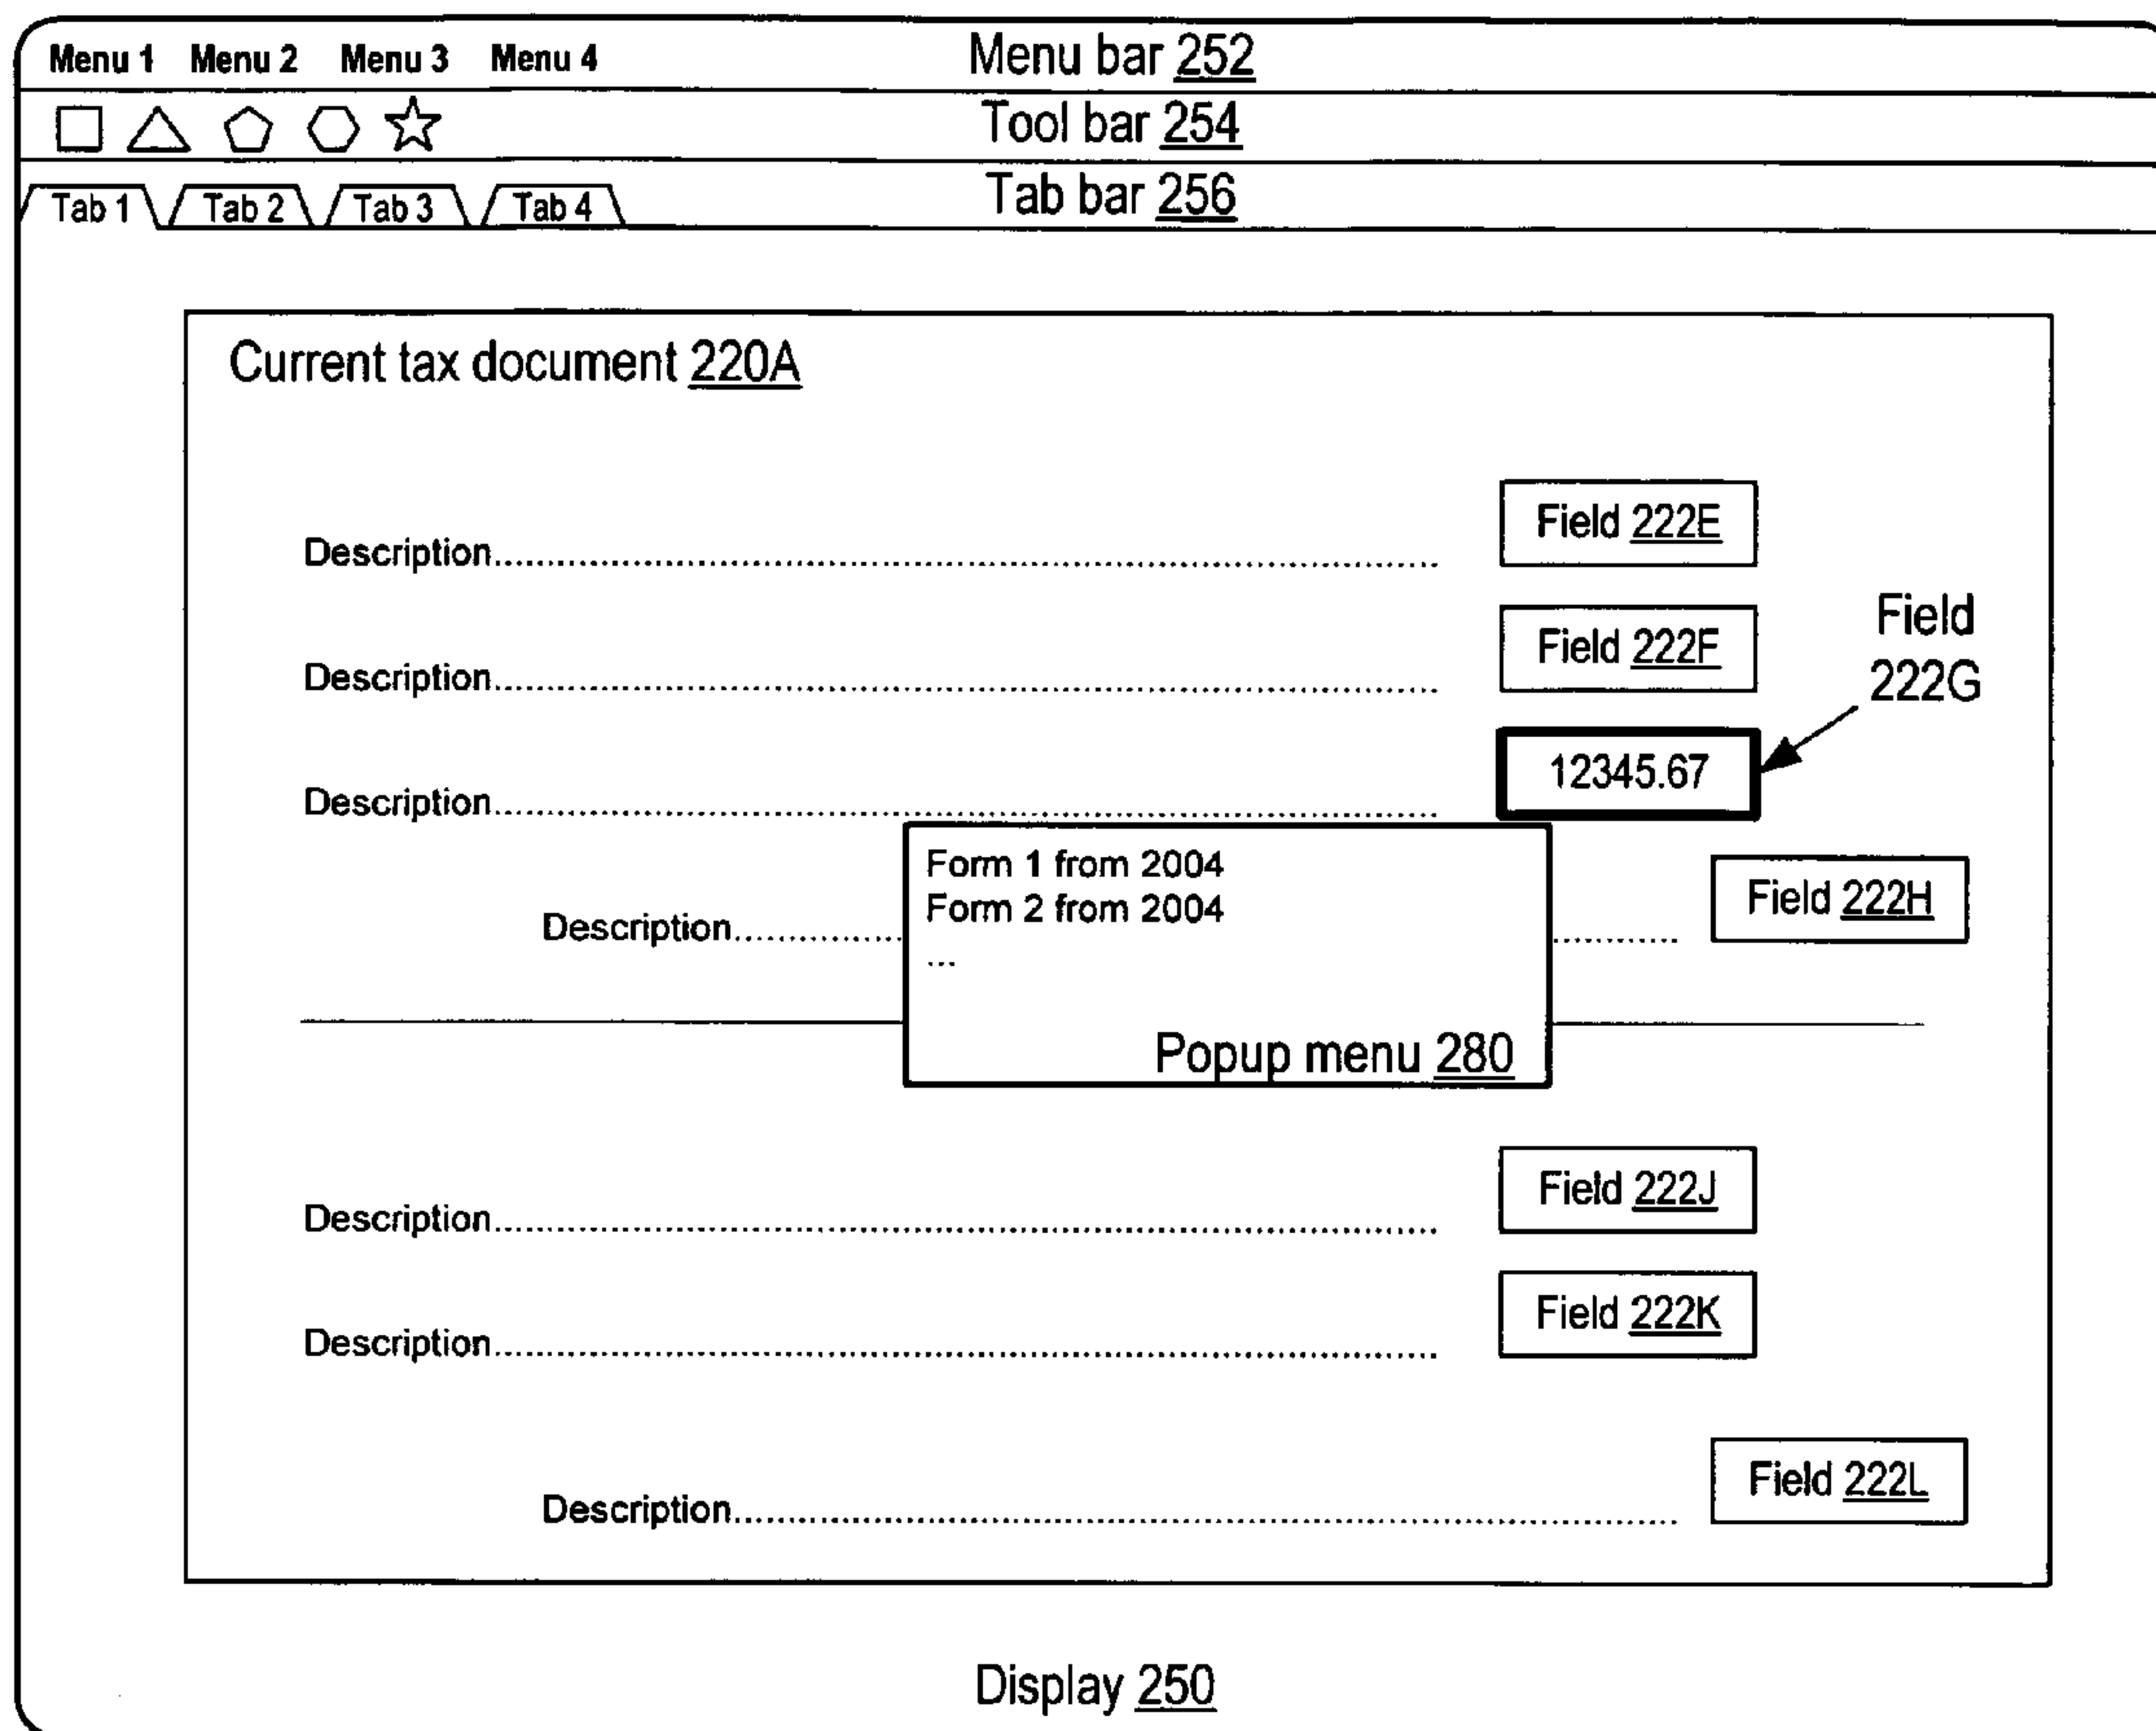 Menu 1 Menu 2 Menu 3 Menu 4 Menu bar 252
Tool bar 254
Tab 1 Tab 2 Tab 3 Tab 4 Tab bar 256
Current tax document 220A
Field 222E
Description
Field 222F
Description
Field
222G
12345.67
Description
Form 1 from 2004
Form 2 from 2004
...
Field 222H
Description
Popup menu 280
Field 222J
Description
Field 222K
Description
Field 222L
Description
Display 250